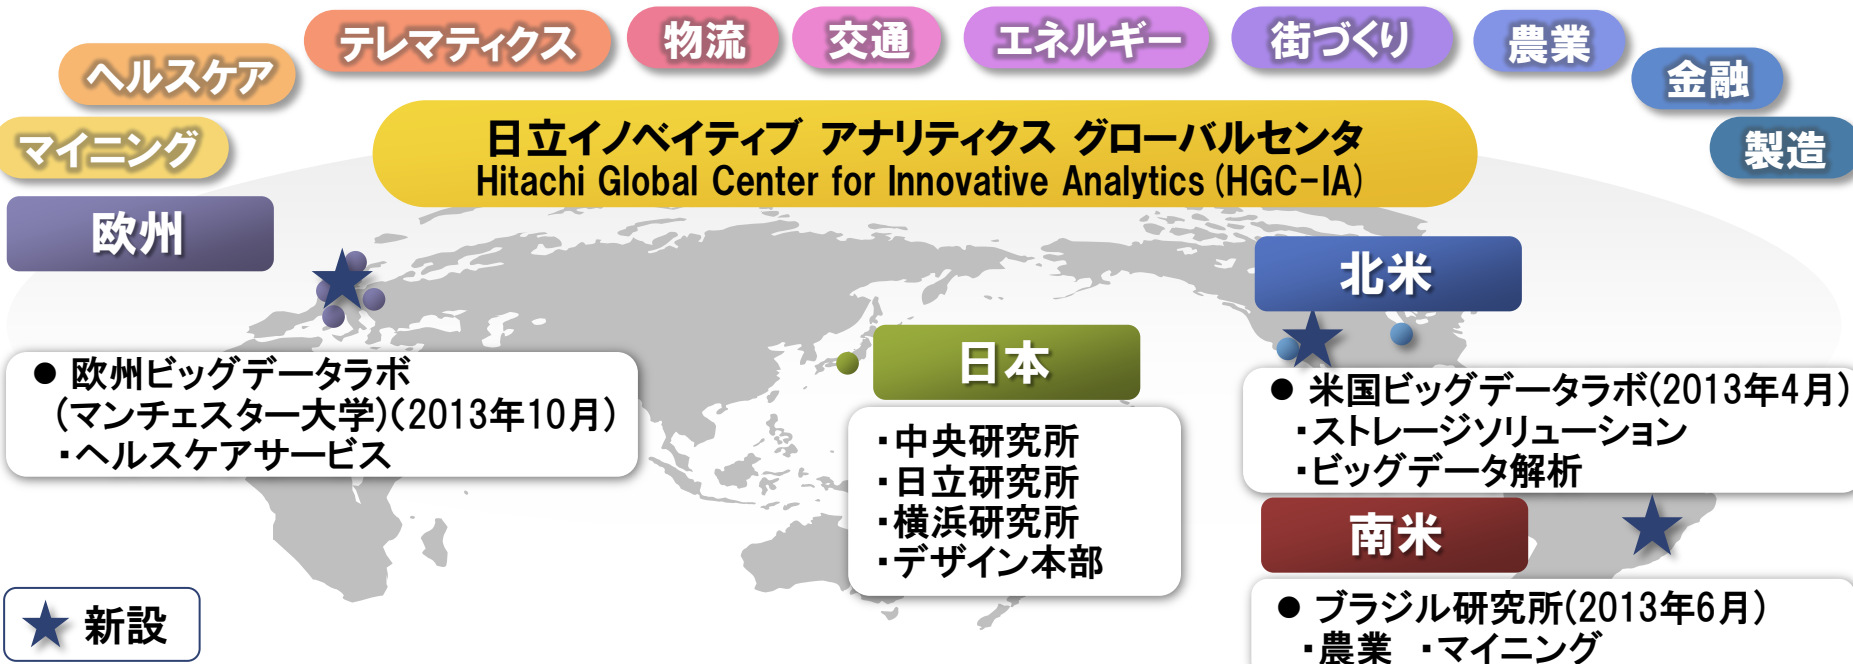 テレマティクス
物流
交通
エネルギー
街づくり
農業
ヘルスケア
金融
マイニング
製造
日立イノベイティブ アナリティクス グローバルセンタ
Hitachi Global Center for Innovative Analytics (HGC-IA)
欧州
● 欧州ビッグデータラボ
(マンチェスター大学)(2013年10月)
・ヘルスケアサービス
日本
・中央研究所
・日立研究所
・横浜研究所
・デザイン本部
北米
● 米国ビッグデータラボ(2013年4月)
・ストレージソリューション
・ビッグデータ解析
南米
● ブラジル研究所(2013年6月)
・農業 ・マイニング
★ 新設